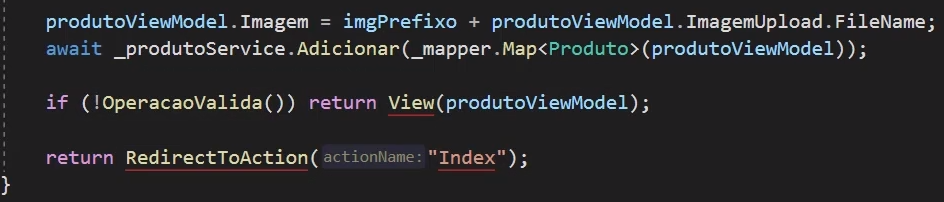 produtoViewModel.Imagem = imgPrefixo + produtoViewModel.ImagemUpload.FileName;
await _produtoService.Adicionar(_mapper.Map<Produto>(produtoViewModel));
if (!OperacaoValida()) return View(produtoViewModel);
return RedirectToAction(actionName:"Index");
}